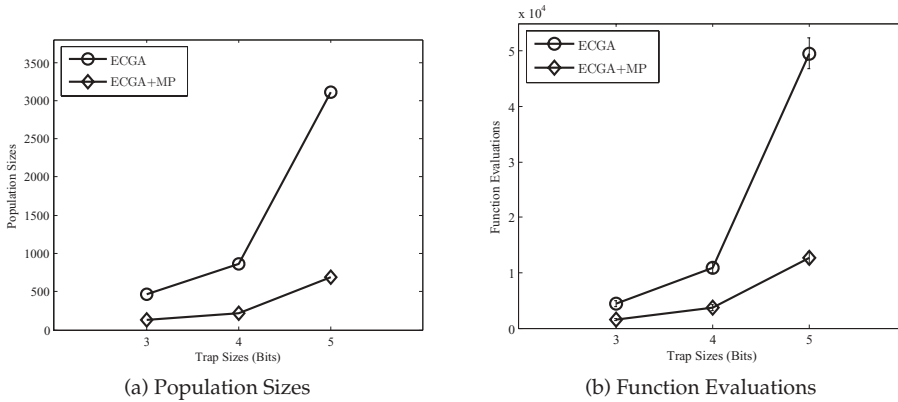 3500
3000
2500
2000
1500
1000
500
0
Population Sizes
ECGA
ECGA+MP
3 4 5
Trap Sizes (Bits)
(a) Population Sizes
x 10⁴
5
4
3
2
1
0
Function Evaluations
ECGA
ECGA+MP
3 4 5
Trap Sizes (Bits)
(b) Function Evaluations